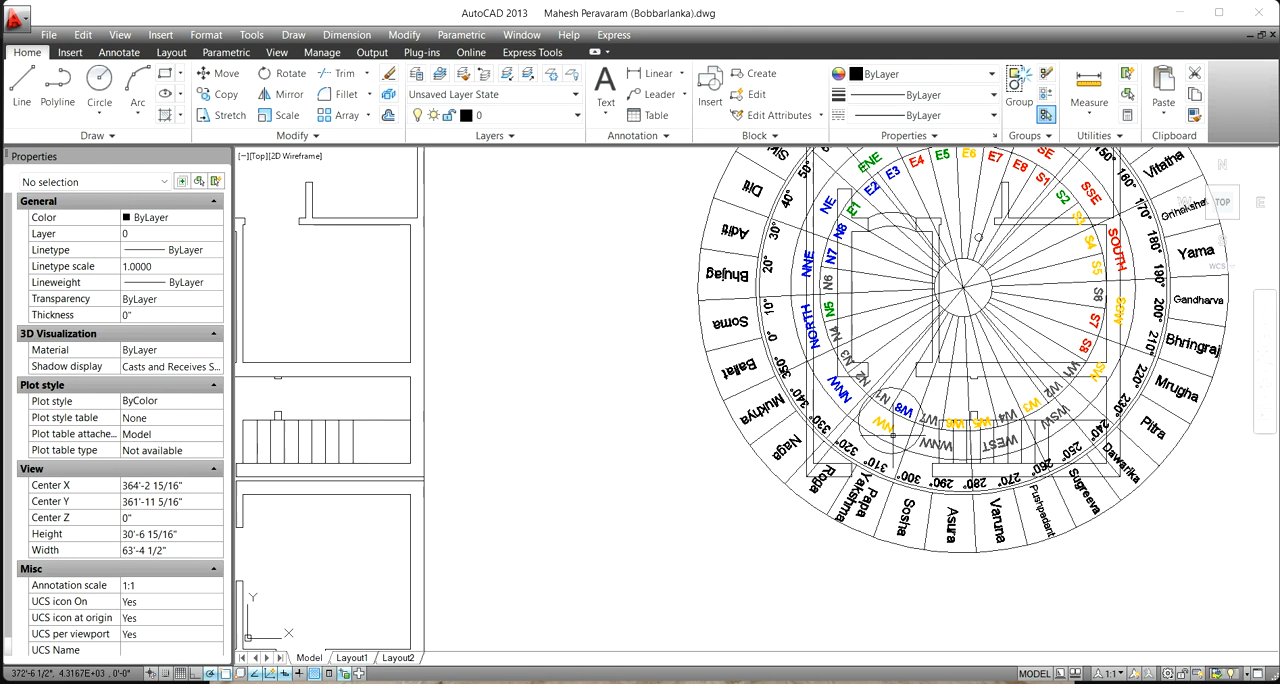 AutoCAD 2013 Mahesh Peravaram (Bobbarlanka).dwg
File Edit View Insert Format Tools Draw Dimension Modify Parametric Window Help Express
Home Insert Annotate Layout Parametric View Manage Output Plug-ins Online Express Tools
Move Rotate Trim
Unsaved Layer State
Linear
Create
ByLayer
Line Polyline Circle Arc
Copy Mirror Fillet
Text
Leader
Insert
Edit
ByLayer
Group
Measure
Paste
Stretch Scale Array
0
Table
Edit Attributes
ByLayer
Draw Modify Layers Annotation Block Properties Groups Utilities Clipboard
Properties
No selection
General
Color ByLayer
Layer 0
Linetype ByLayer
Linetype scale 1.0000
Lineweight ByLayer
Transparency ByLayer
Thickness 0"
3D Visualization
Material ByLayer
Shadow display Casts and Receives S...
Plot style
Plot style ByColor
Plot style table None
Plot table attache... Model
Plot table type Not available
View
Center X 364'-2 15/16"
Center Y 361'-11 5/16"
Center Z 0"
Height 30'-6 15/16"
Width 63'-4 1/2"
Misc
Annotation scale 1:1
UCS icon On Yes
UCS icon at origin Yes
UCS per viewport Yes
UCS Name
[−][Top][2D Wireframe]
Diti
Aditi
Bhujag
Soma
Ballat
Mukhya
Naga
Roga
Papa
Yakshma
Sosha
Asura
Varuna
Pushpadant
Sugreeva
Dawarika
Pitra
Mrugha
Bhringraj
Gandharva
Yama
Grihakshat
Vitatha
50°
40°
30°
20°
10°
0°
350°
340°
330°
320°
310°
300°
290°
280°
270°
260°
250°
240°
230°
220°
210°
200°
180°
180°
170°
160°
150°
ENE
NE
NNE
NORTH
NNW
NW
WNW
WEST
WSW
SW
SOUTH
SSE
SE
E1
E2
E3
E4
E5
E6
E7
E8
S1
S2
S4
S5
S6
S7
S8
W1
W2
W3
W4
W5
W7
W8
N1
N2
N3
N4
N5
N6
N7
N8
N
W
TOP
E
WCS
Y
X
Model Layout1 Layout2
372'-6 1/2", 4.3167E+03 , 0'-0"
MODEL
1:1